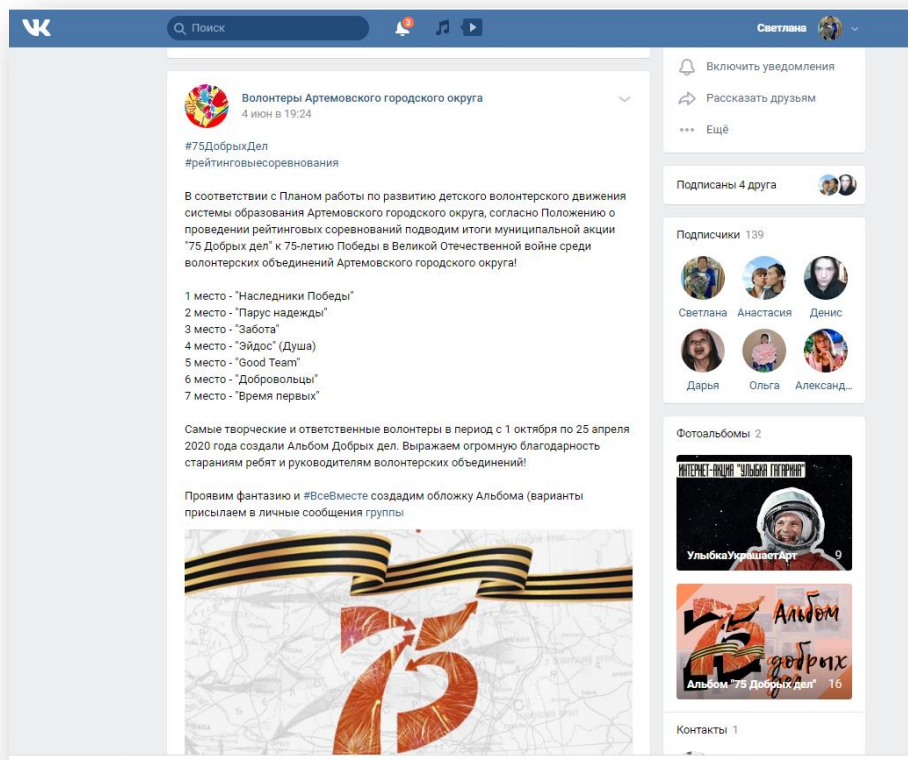 Поиск
3
Светлана
Волонтеры Артемовского городского округа
4 июн в 19:24
#75ДобрыхДел
#рейтинговыесоревнования
В соответствии с Планом работы по развитию детского волонтерского движения
системы образования Артемовского городского округа, согласно Положению о
проведении рейтинговых соревнований подводим итоги муниципальной акции
"75 Добрых дел" к 75-летию Победы в Великой Отечественной войне среди
волонтерских объединений Артемовского городского округа!
1 место - "Наследники Победы"
2 место - "Парус надежды"
3 место - "Забота"
4 место - "Эйдос" (Душа)
5 место - "Good Team"
6 место - "Добровольцы"
7 место - "Время первых"
Самые творческие и ответственные волонтеры в период с 1 октября по 25 апреля
2020 года создали Альбом Добрых дел. Выражаем огромную благодарность
стараниям ребят и руководителям волонтерских объединений!
Проявим фантазию и #ВсеВместе создадим обложку Альбома (варианты
присылаем в личные сообщения группы
75
Включить уведомления
Рассказать друзьям
Ещё
Подписаны 4 друга
Подписчики 139
Светлана Анастасия Денис
Дарья Ольга Александ...
Фотоальбомы 2
ИНТЕРНЕТ-АКЦИЯ "УЛЫБКА ГАГАРИНА"
УлыбкаУкрашаетАрт 9
75 Альбом
добрых
дел
Альбом "75 Добрых дел" 16
Контакты 1